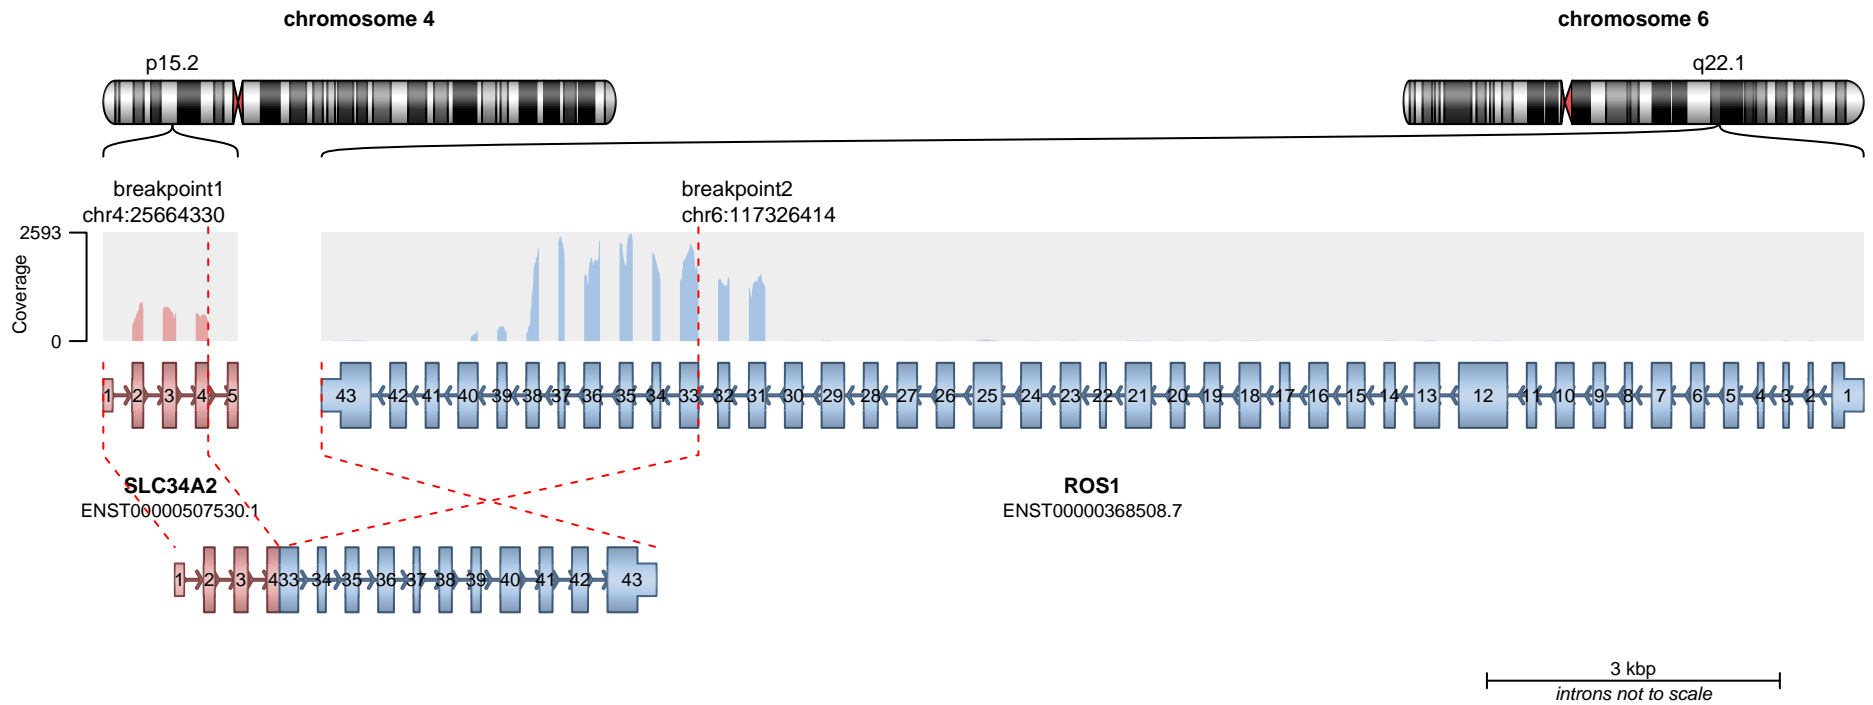 chromosome 4
chromosome 6
p15.2
q22.1
breakpoint1
chr4:25664330
breakpoint2
chr6:117326414
2593
Coverage
0
1 2 3 4 5
43 42 41 40 39 38 37 36 35 34 33 32 31 30 29 28 27 26 25 24 23 22 21 20 19 18 17 16 15 14 13 12 11 10 9 8 7 6 5 4 3 2 1
SLC34A2
ENST00000507530.1
ROS1
ENST00000368508.7
1 2 3 4 33 34 35 36 37 38 39 40 41 42 43
3 kbp
introns not to scale